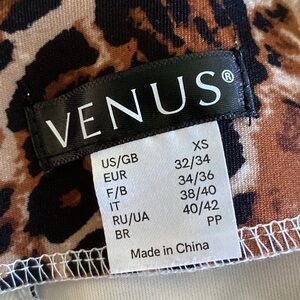 VENUS®
XS
US/GB 32/34
EUR 34/36
F/B 38/40
IT 40/42
RU/UA PP
BR
Made in China